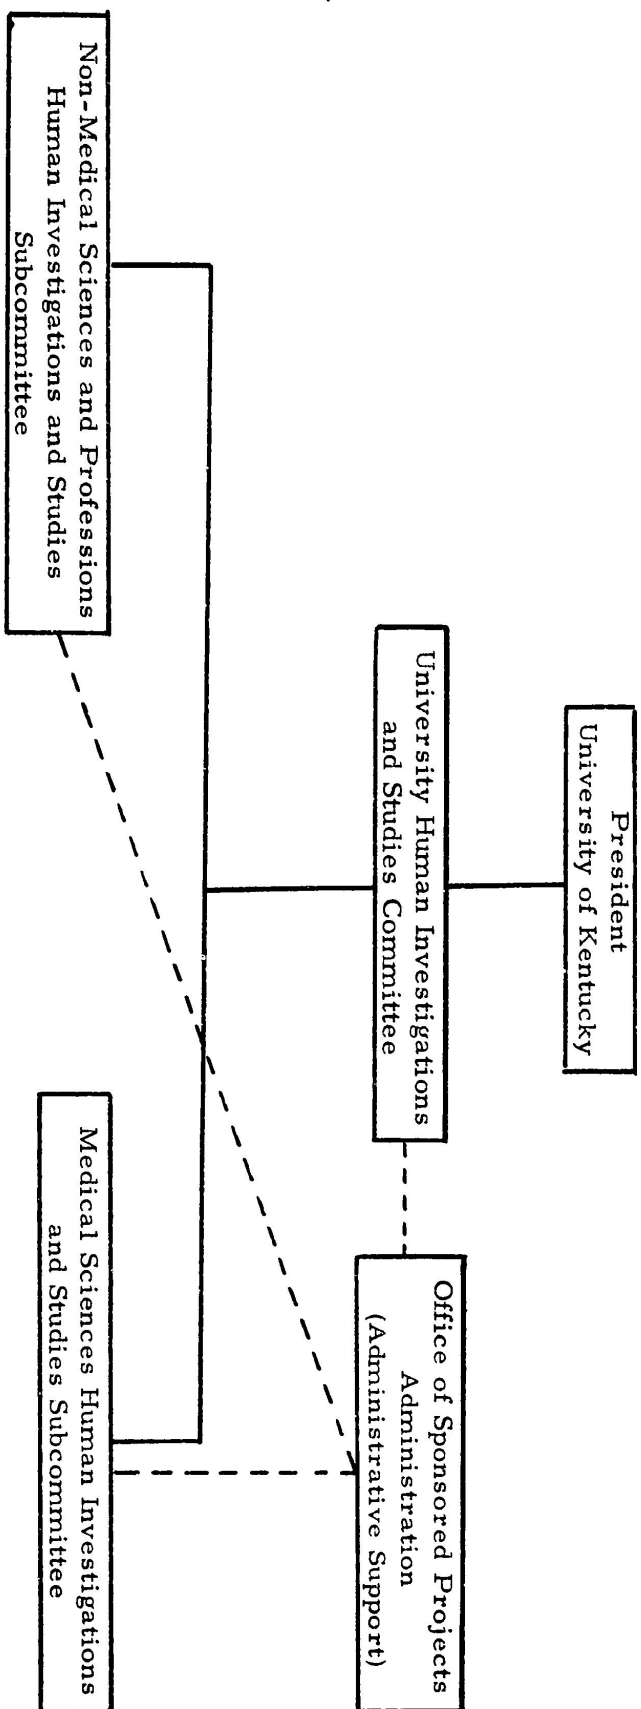 President
University of Kentucky
University Human Investigations
and Studies Committee
Office of Sponsored Projects
Administration
(Administrative Support)
Non-Medical Sciences and Professions
Human Investigations and Studies
Subcommittee
Medical Sciences Human Investigations
and Studies Subcommittee